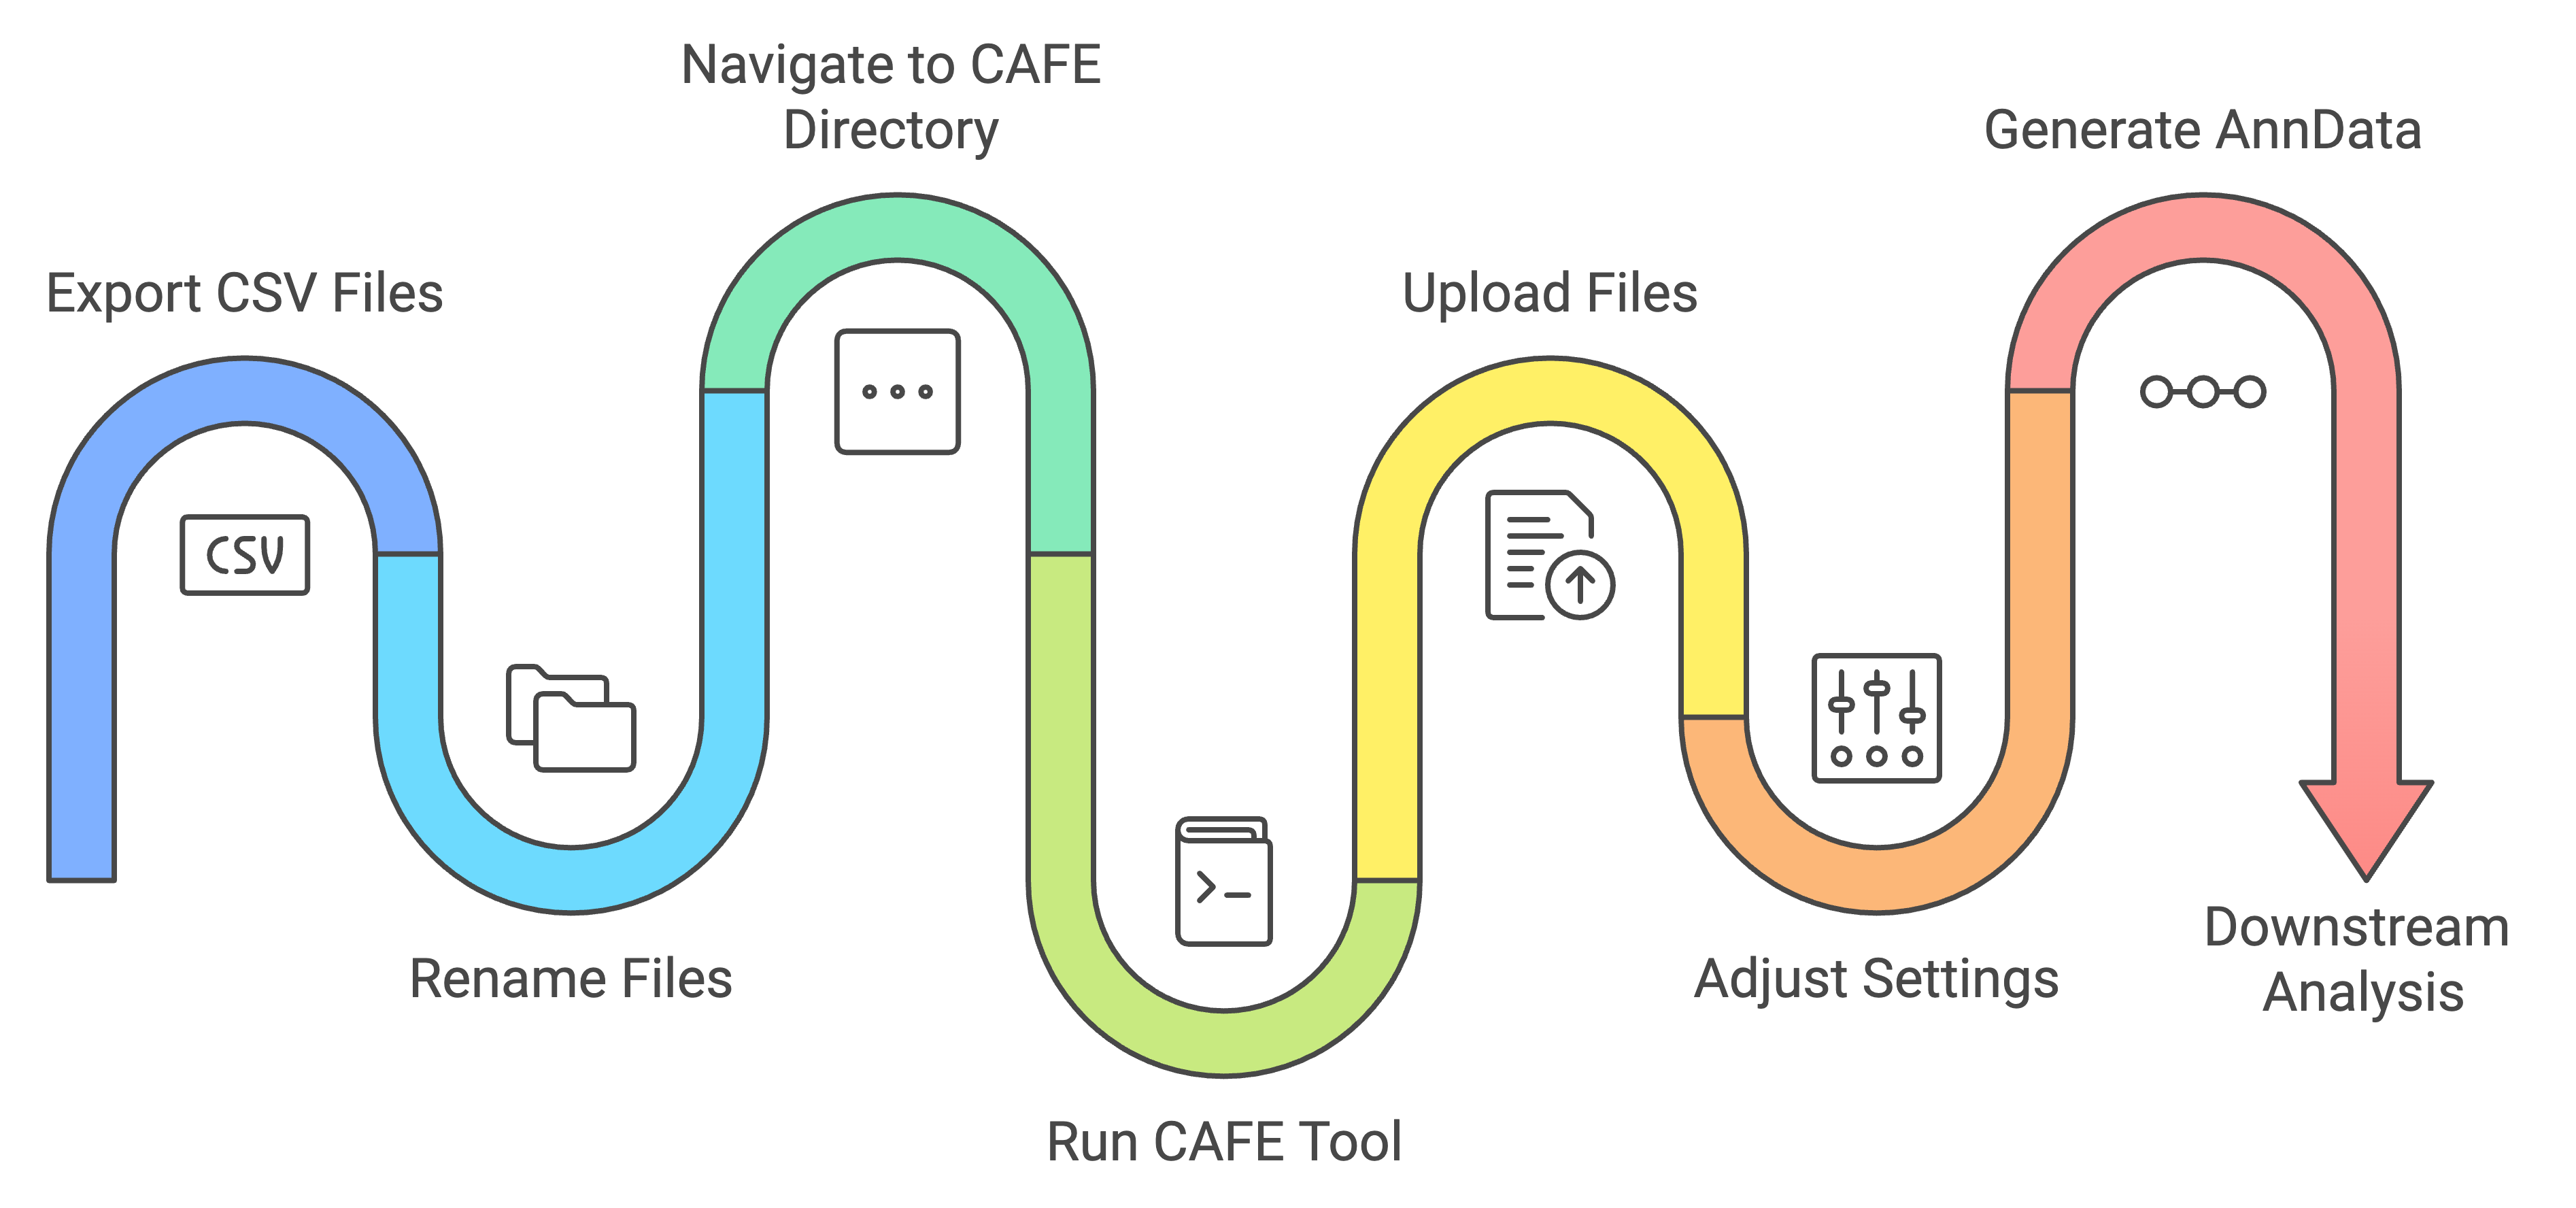 Export CSV Files
CSV
Rename Files
Navigate to CAFE
Directory
Run CAFE Tool
Upload Files
Adjust Settings
Generate AnnData
Downstream
Analysis